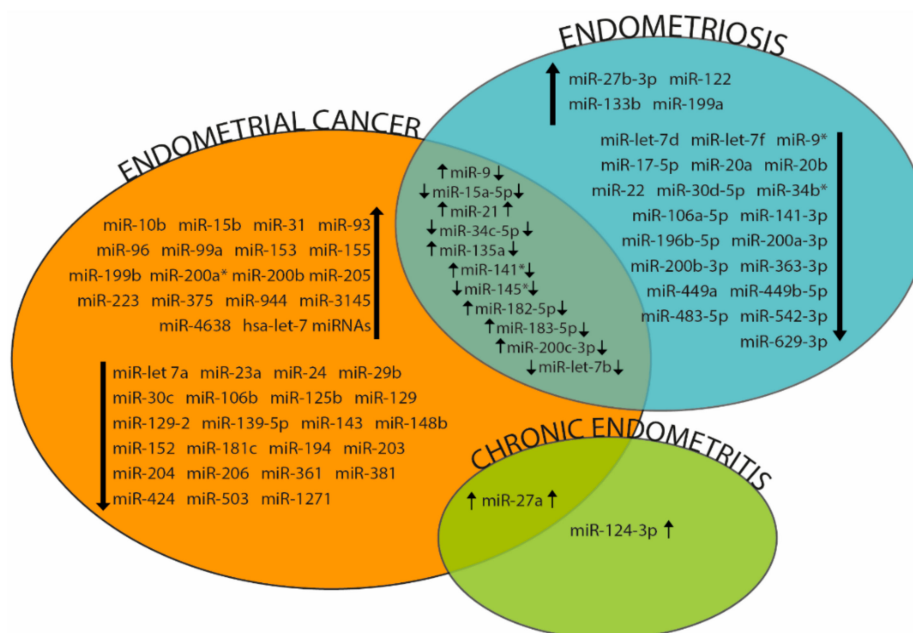 ENDOMETRIOSIS
↑ miR-27b-3p miR-122
miR-133b miR-199a
miR-let-7d miR-let-7f miR-9* ↓
miR-17-5p miR-20a miR-20b
miR-22 miR-30d-5p miR-34b*
miR-106a-5p miR-141-3p
miR-196b-5p miR-200a-3p
miR-200b-3p miR-363-3p
miR-449a miR-449b-5p
miR-483-5p miR-542-3p
miR-629-3p
ENDOMETRIAL CANCER
↑miR-9↓
↓miR-15a-5p↓
↑miR-21↑
↓miR-34c-5p↓
↑miR-135a↓
↑miR-141*↓
↓miR-145*↓
↑miR-182-5p↓
↑miR-183-5p↓
↑miR-200c-3p↓
↓miR-let-7b↓
miR-10b miR-15b miR-31 miR-93 ↑
miR-96 miR-99a miR-153 miR-155
miR-199b miR-200a* miR-200b miR-205
miR-223 miR-375 miR-944 miR-3145
miR-4638 hsa-let-7 miRNAs
↓ miR-let 7a miR-23a miR-24 miR-29b
miR-30c miR-106b miR-125b miR-129
miR-129-2 miR-139-5p miR-143 miR-148b
miR-152 miR-181c miR-194 miR-203
miR-204 miR-206 miR-361 miR-381
miR-424 miR-503 miR-1271
CHRONIC ENDOMETRITIS
↑ miR-27a ↑
miR-124-3p ↑